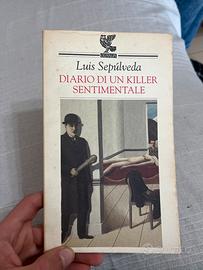 Luis Sepúlveda
DIARIO DI UN KILLER
SENTIMENTALE